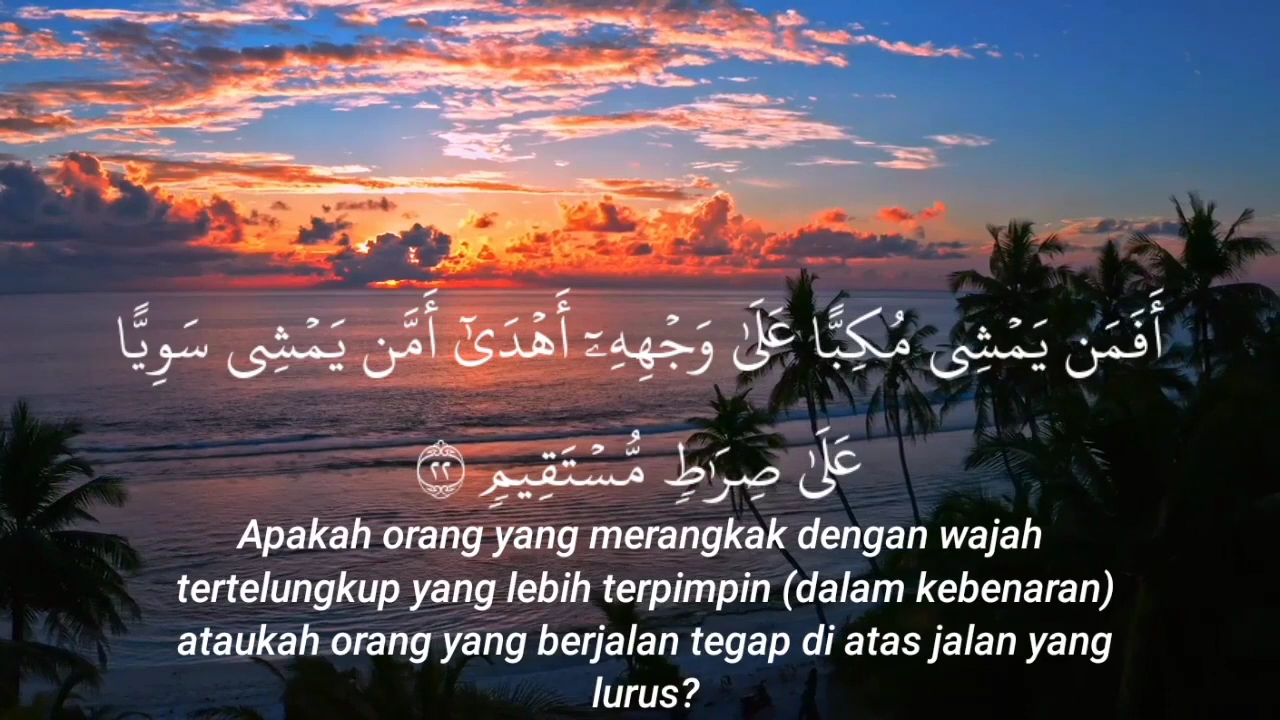 أَفَمَن يَمْشِى مُكِبًّا عَلَىٰ وَجْهِهِۦٓ أَهْدَىٰٓ أَمَّن يَمْشِى سَوِيًّا
عَلَىٰ صِرَٰطٍ مُّسْتَقِيمٍ ٢٢
Apakah orang yang merangkak dengan wajah
tertelungkup yang lebih terpimpin (dalam kebenaran)
ataukah orang yang berjalan tegap di atas jalan yang
lurus?